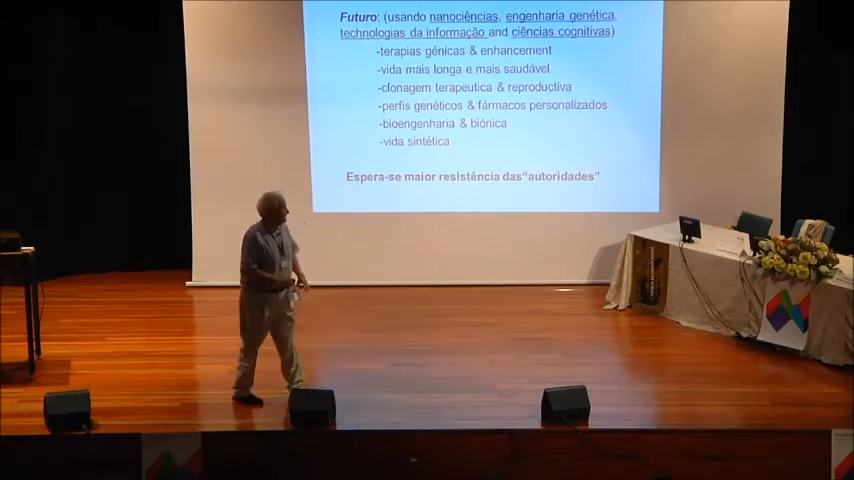 Futuro: (usando nanociências, engenharia genética,
technologias da informação and ciências cognitivas)
-terapias génicas & enhancement
-vida mais longa e mais saudável
-clonagem terapeutica & reproductiva
-perfis genéticos & fármacos personalizados
-bioengenharia & biónica
-vida sintética
Espera-se maior resistência das"autoridades"